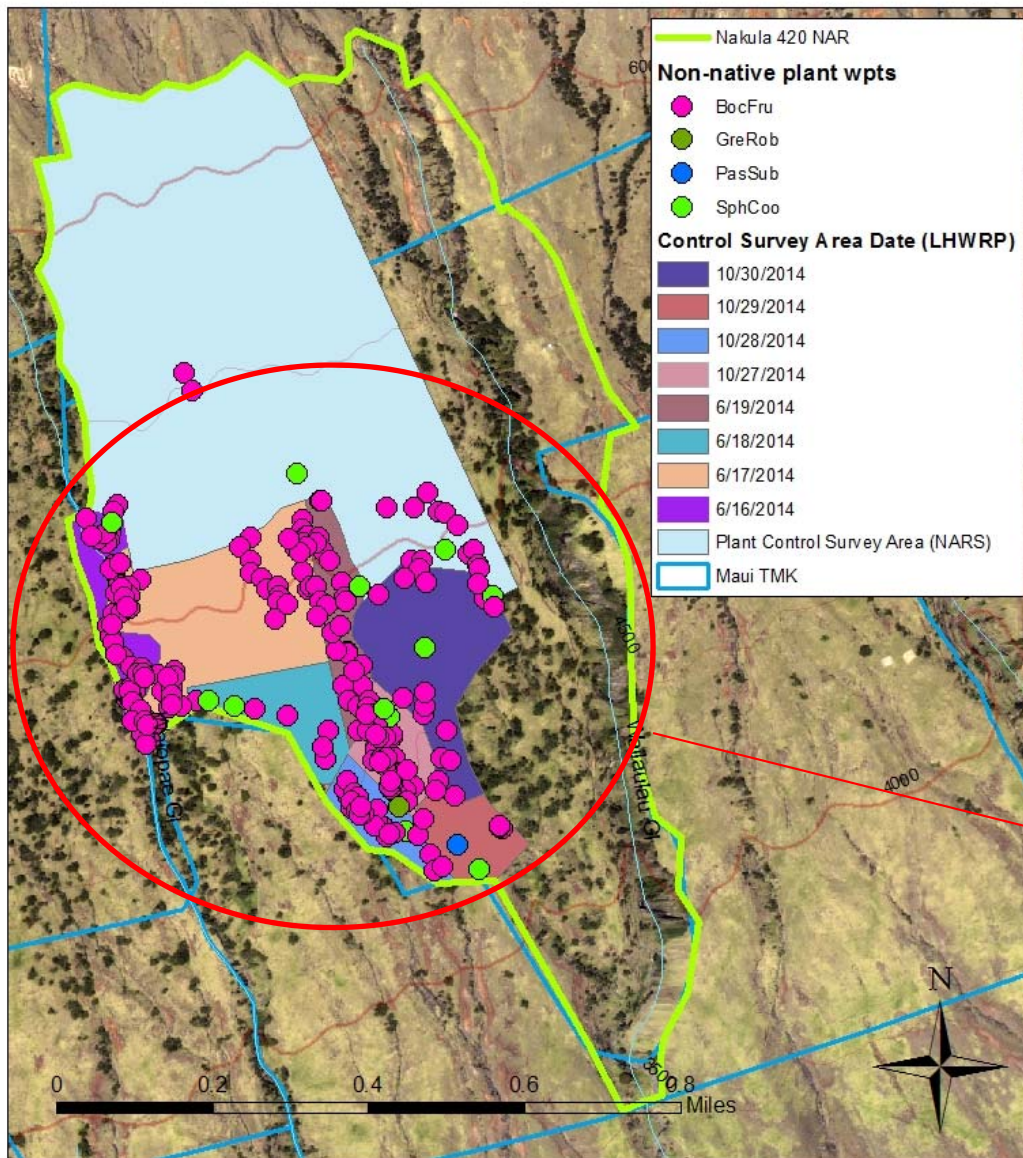 Nakula 420 NAR
Non-native plant wpts
BocFru
GreRob
PasSub
SphCoo
Control Survey Area Date (LHWRP)
10/30/2014
10/29/2014
10/28/2014
10/27/2014
6/19/2014
6/18/2014
6/17/2014
6/16/2014
Plant Control Survey Area (NARS)
Maui TMK
4500
4000
3500
N
0 0.2 0.4 0.6 0.8
Miles